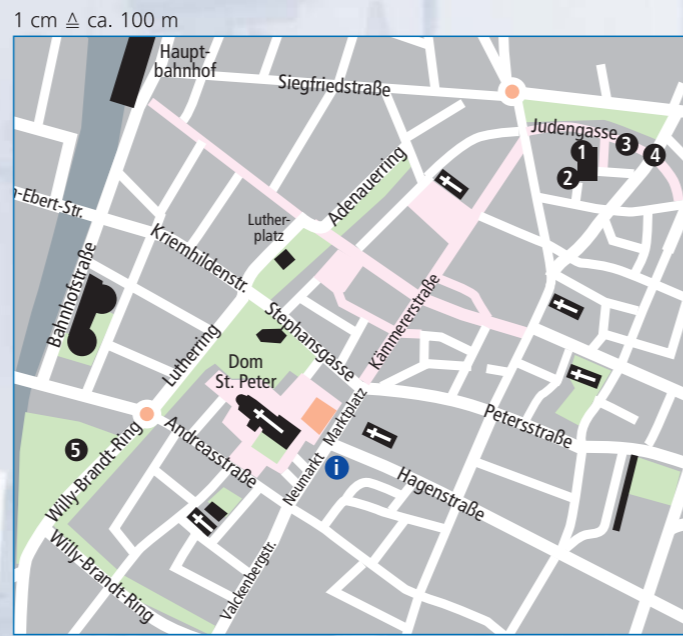 1 cm ≙ ca. 100 m
Haupt-
bahnhof
Siegfriedstraße
Judengasse
1
3
4
2
Adenauerring
n-Ebert-Str.
Luther-
platz
Kriemhildenstr.
Bahnhofstraße
Lutherring
Stephansgasse
Kämmererstraße
Dom
St. Peter
Marktplatz
Petersstraße
Andreasstraße
5
Willy-Brandt-Ring
Neumarkt
i
Hagenstraße
Willy-Brandt-Ring
Valckenbergstr.